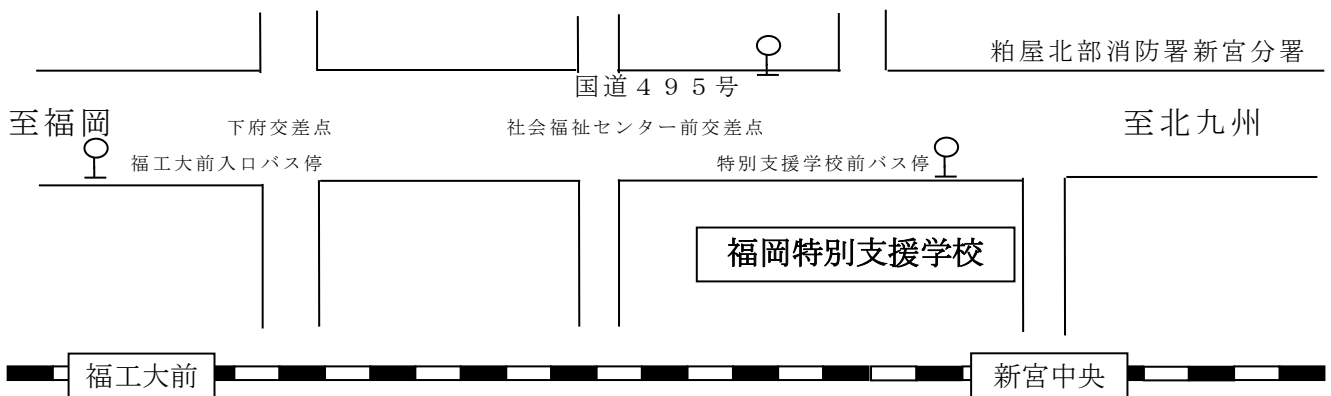 粕屋北部消防署新宮分署
国道４９５号
至福岡
下府交差点
社会福祉センター前交差点
至北九州
福工大前入口バス停
特別支援学校前バス停
福岡特別支援学校
福工大前
新宮中央